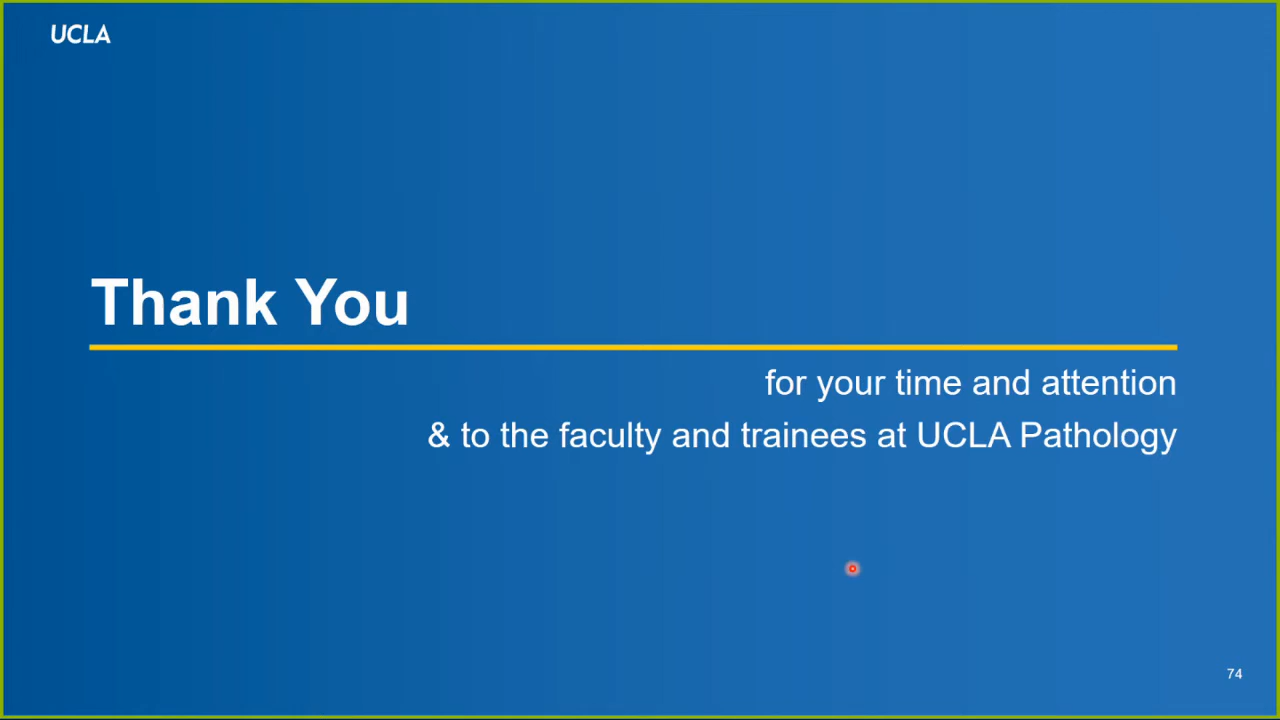 UCLA
Thank You
for your time and attention
& to the faculty and trainees at UCLA Pathology
74